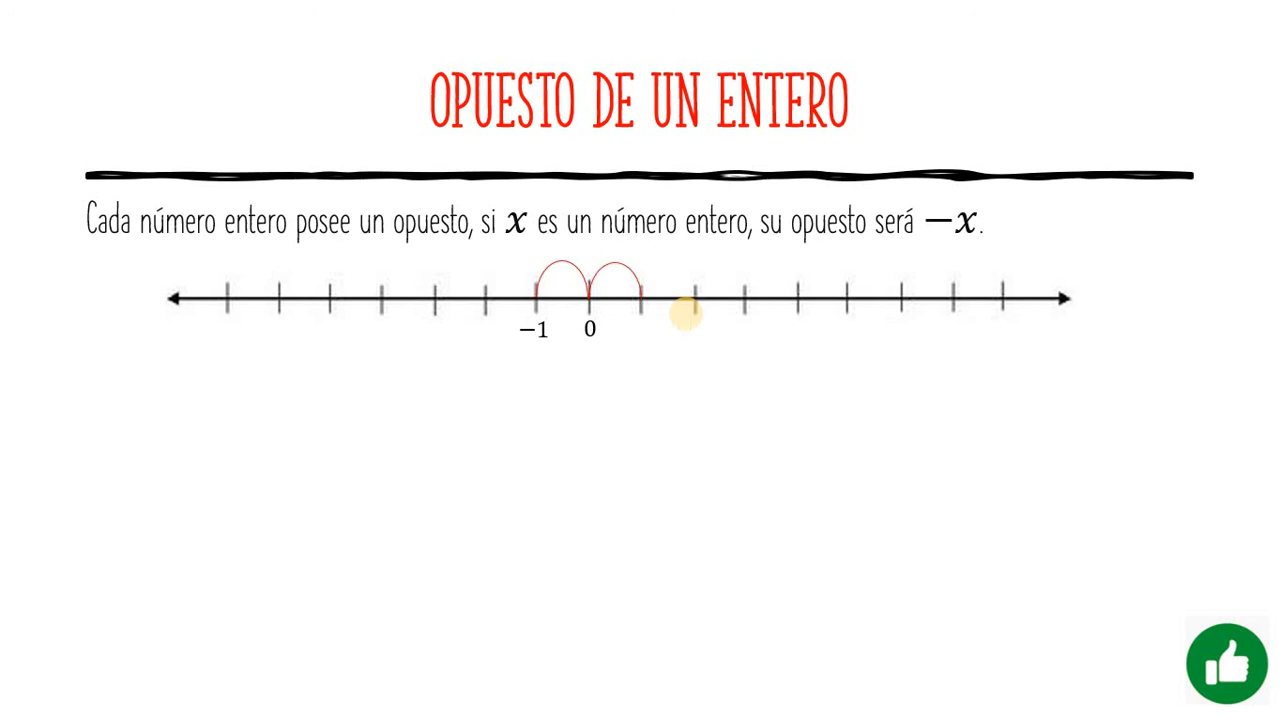 OPUESTO DE UN ENTERO
Cada número entero posee un opuesto, si x es un número entero, su opuesto será −x.
−1 0